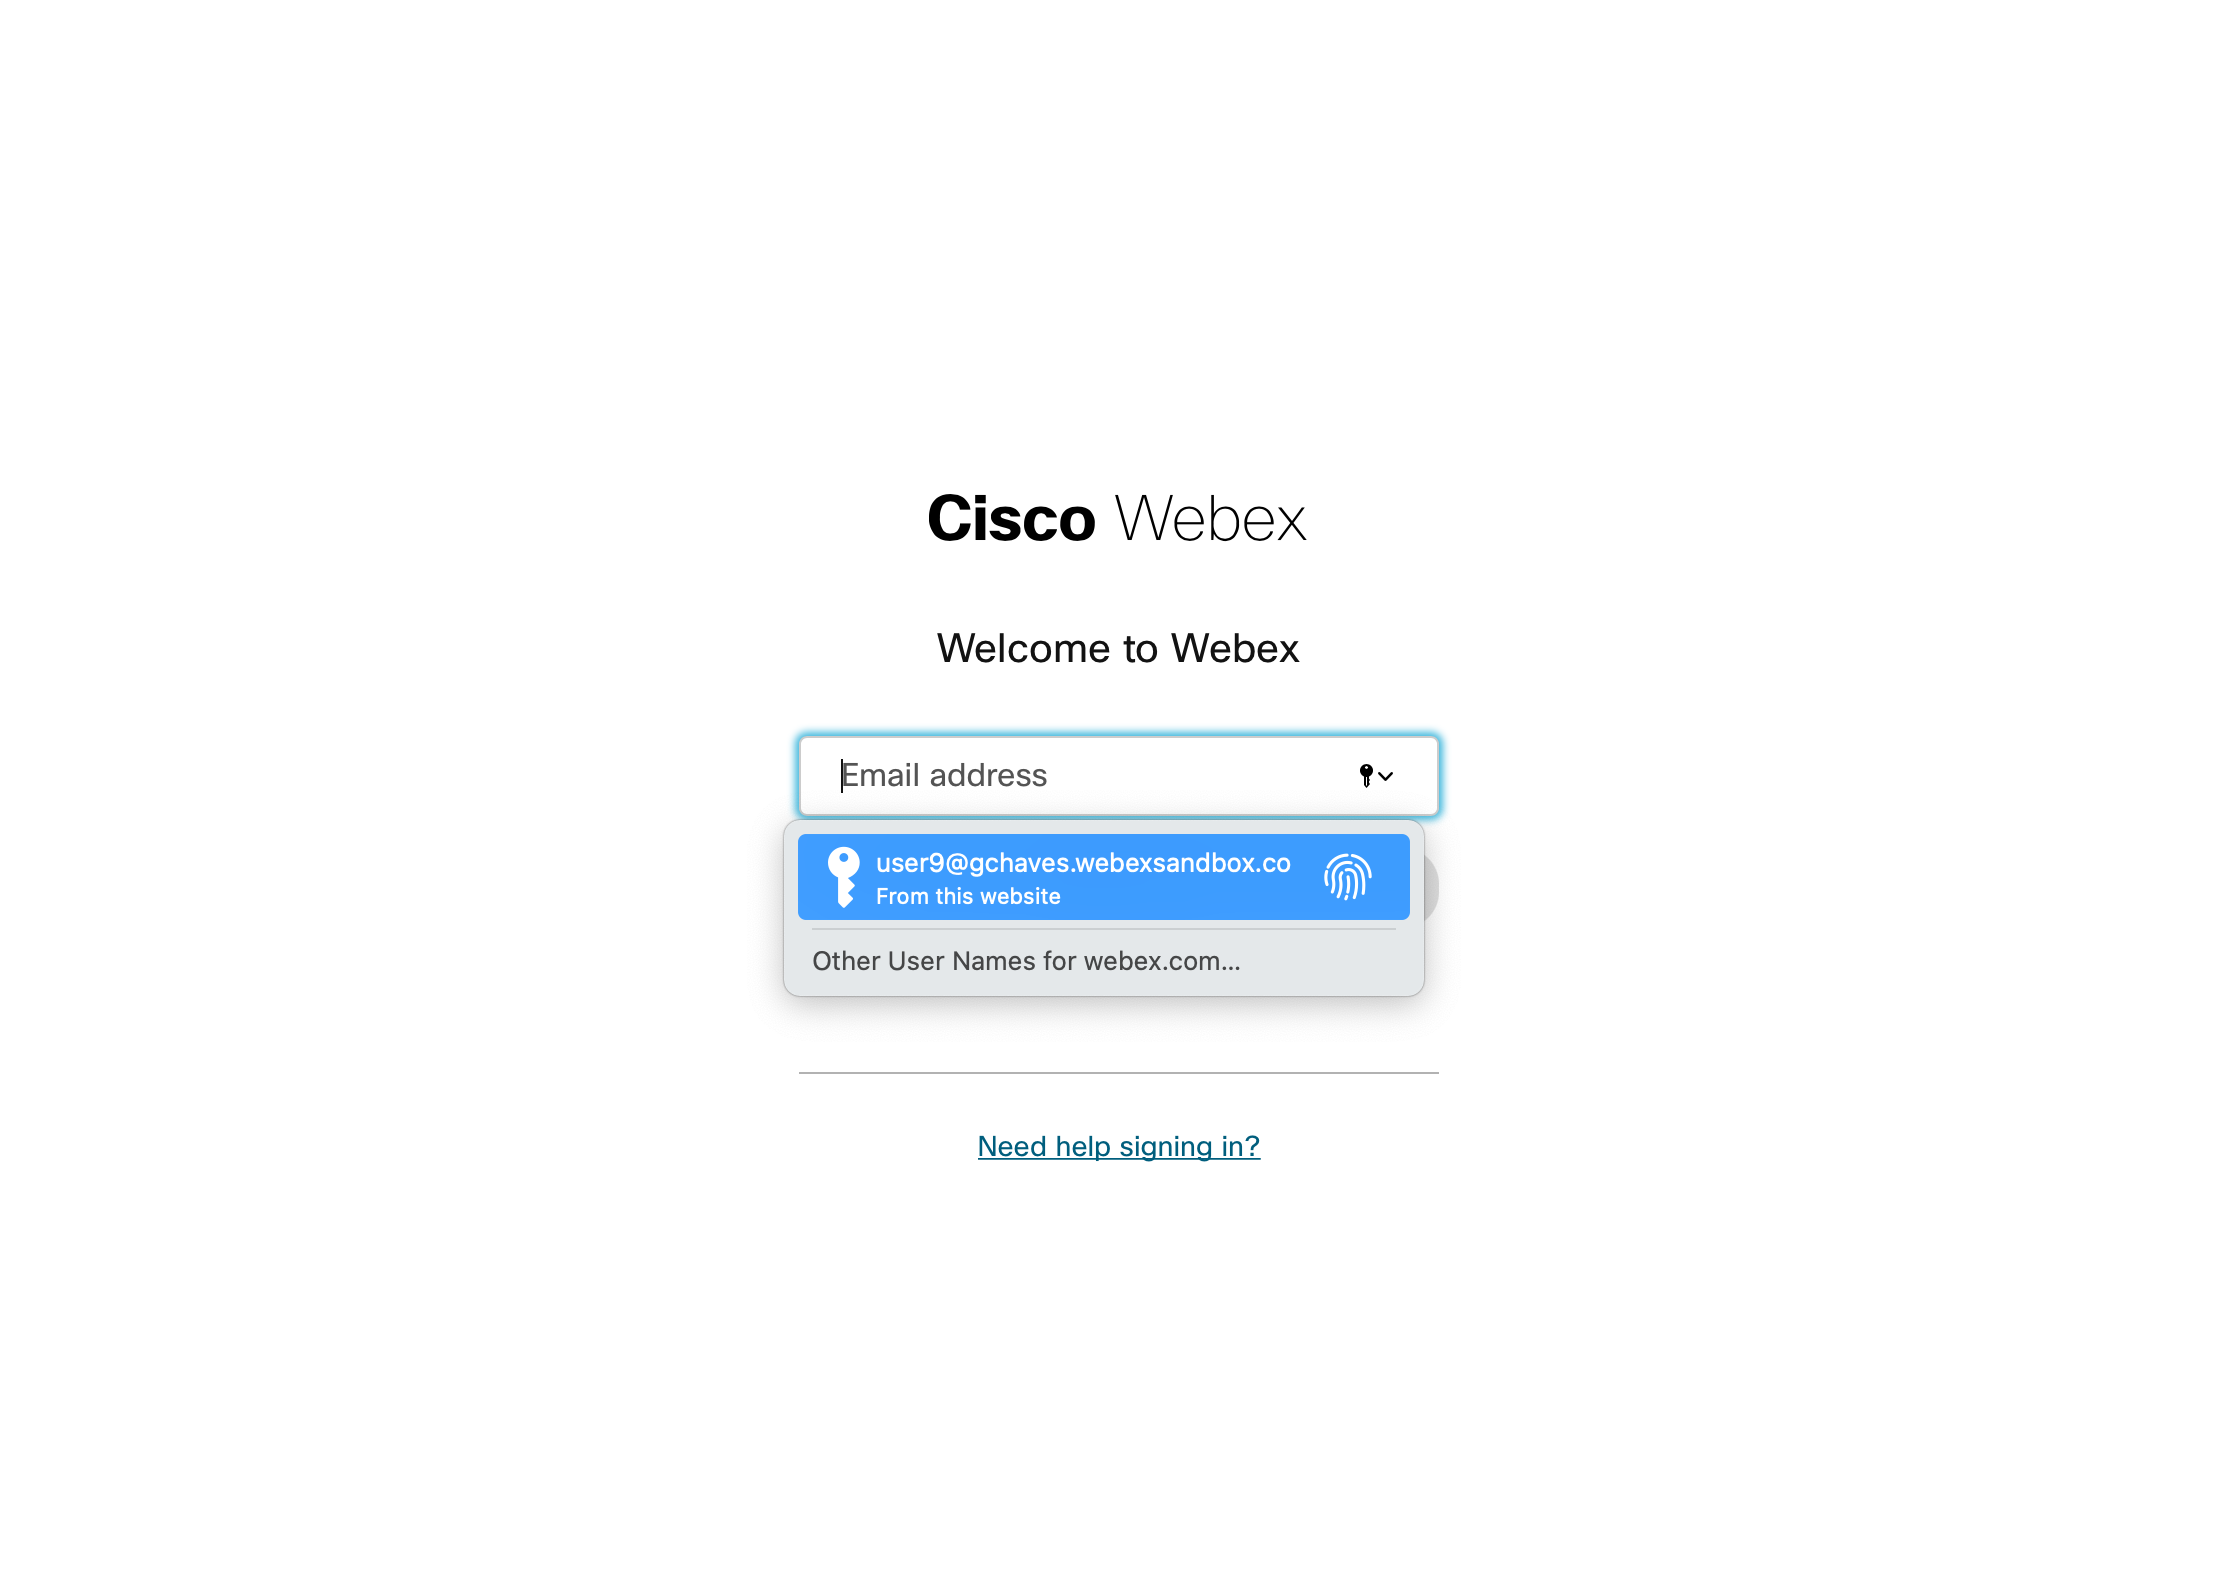 Cisco Webex
Welcome to Webex
Email address
user9@gchaves.webexsandbox.co
From this website
Other User Names for webex.com...
Need help signing in?